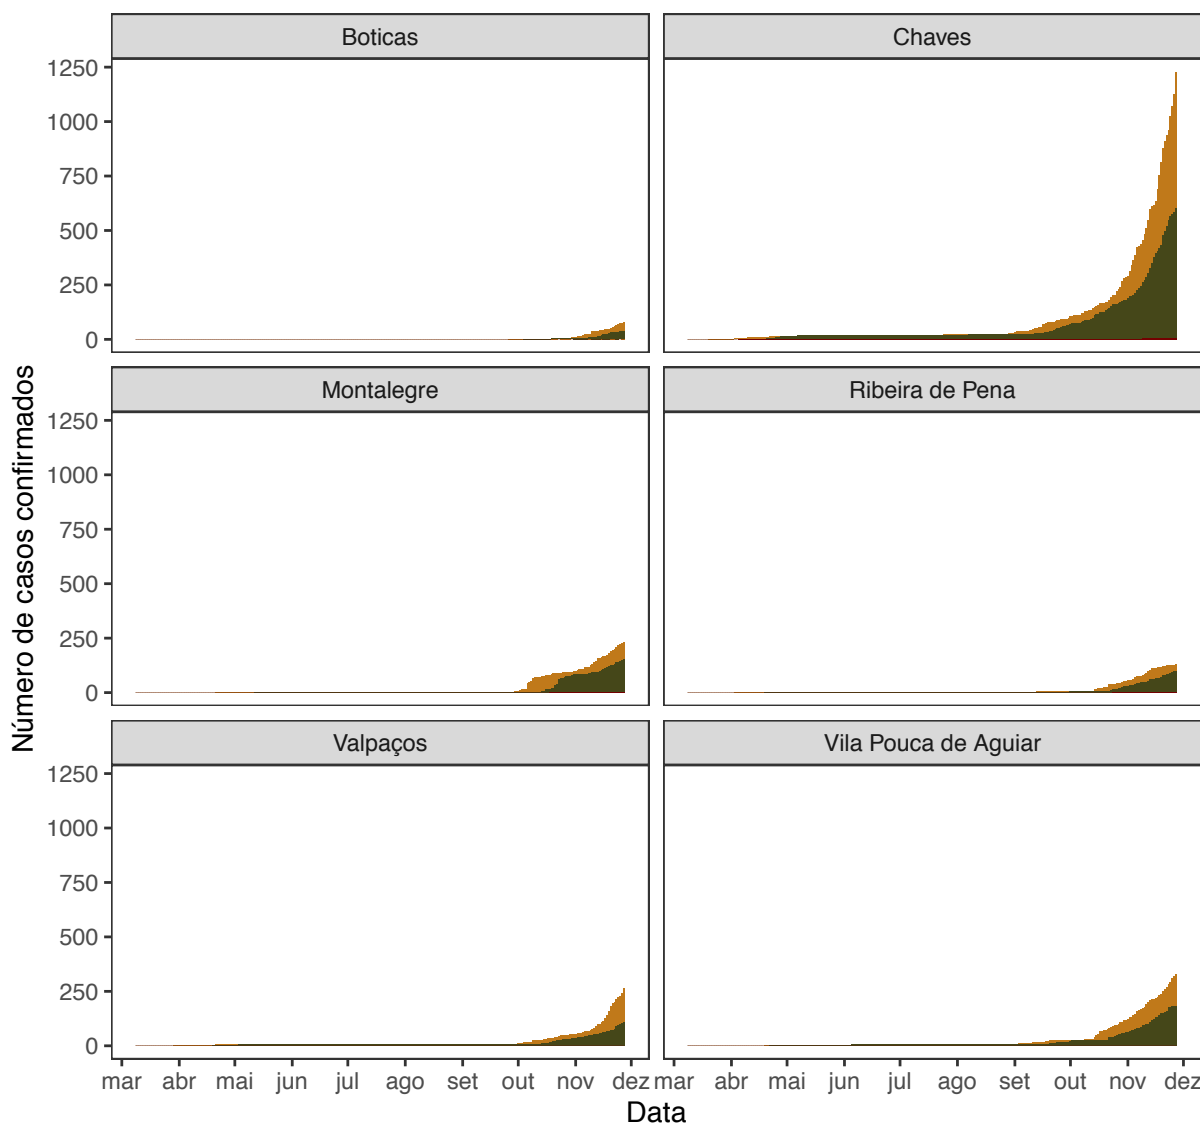 Boticas
Chaves
1250
1000
750
500
250
0
Montalegre
Ribeira de Pena
1250
1000
750
500
250
0
Valpaços
Vila Pouca de Aguiar
1250
1000
750
500
250
0
mar abr mai jun jul ago set out nov dez mar abr mai jun jul ago set out nov dez
Data
Número de casos confirmados